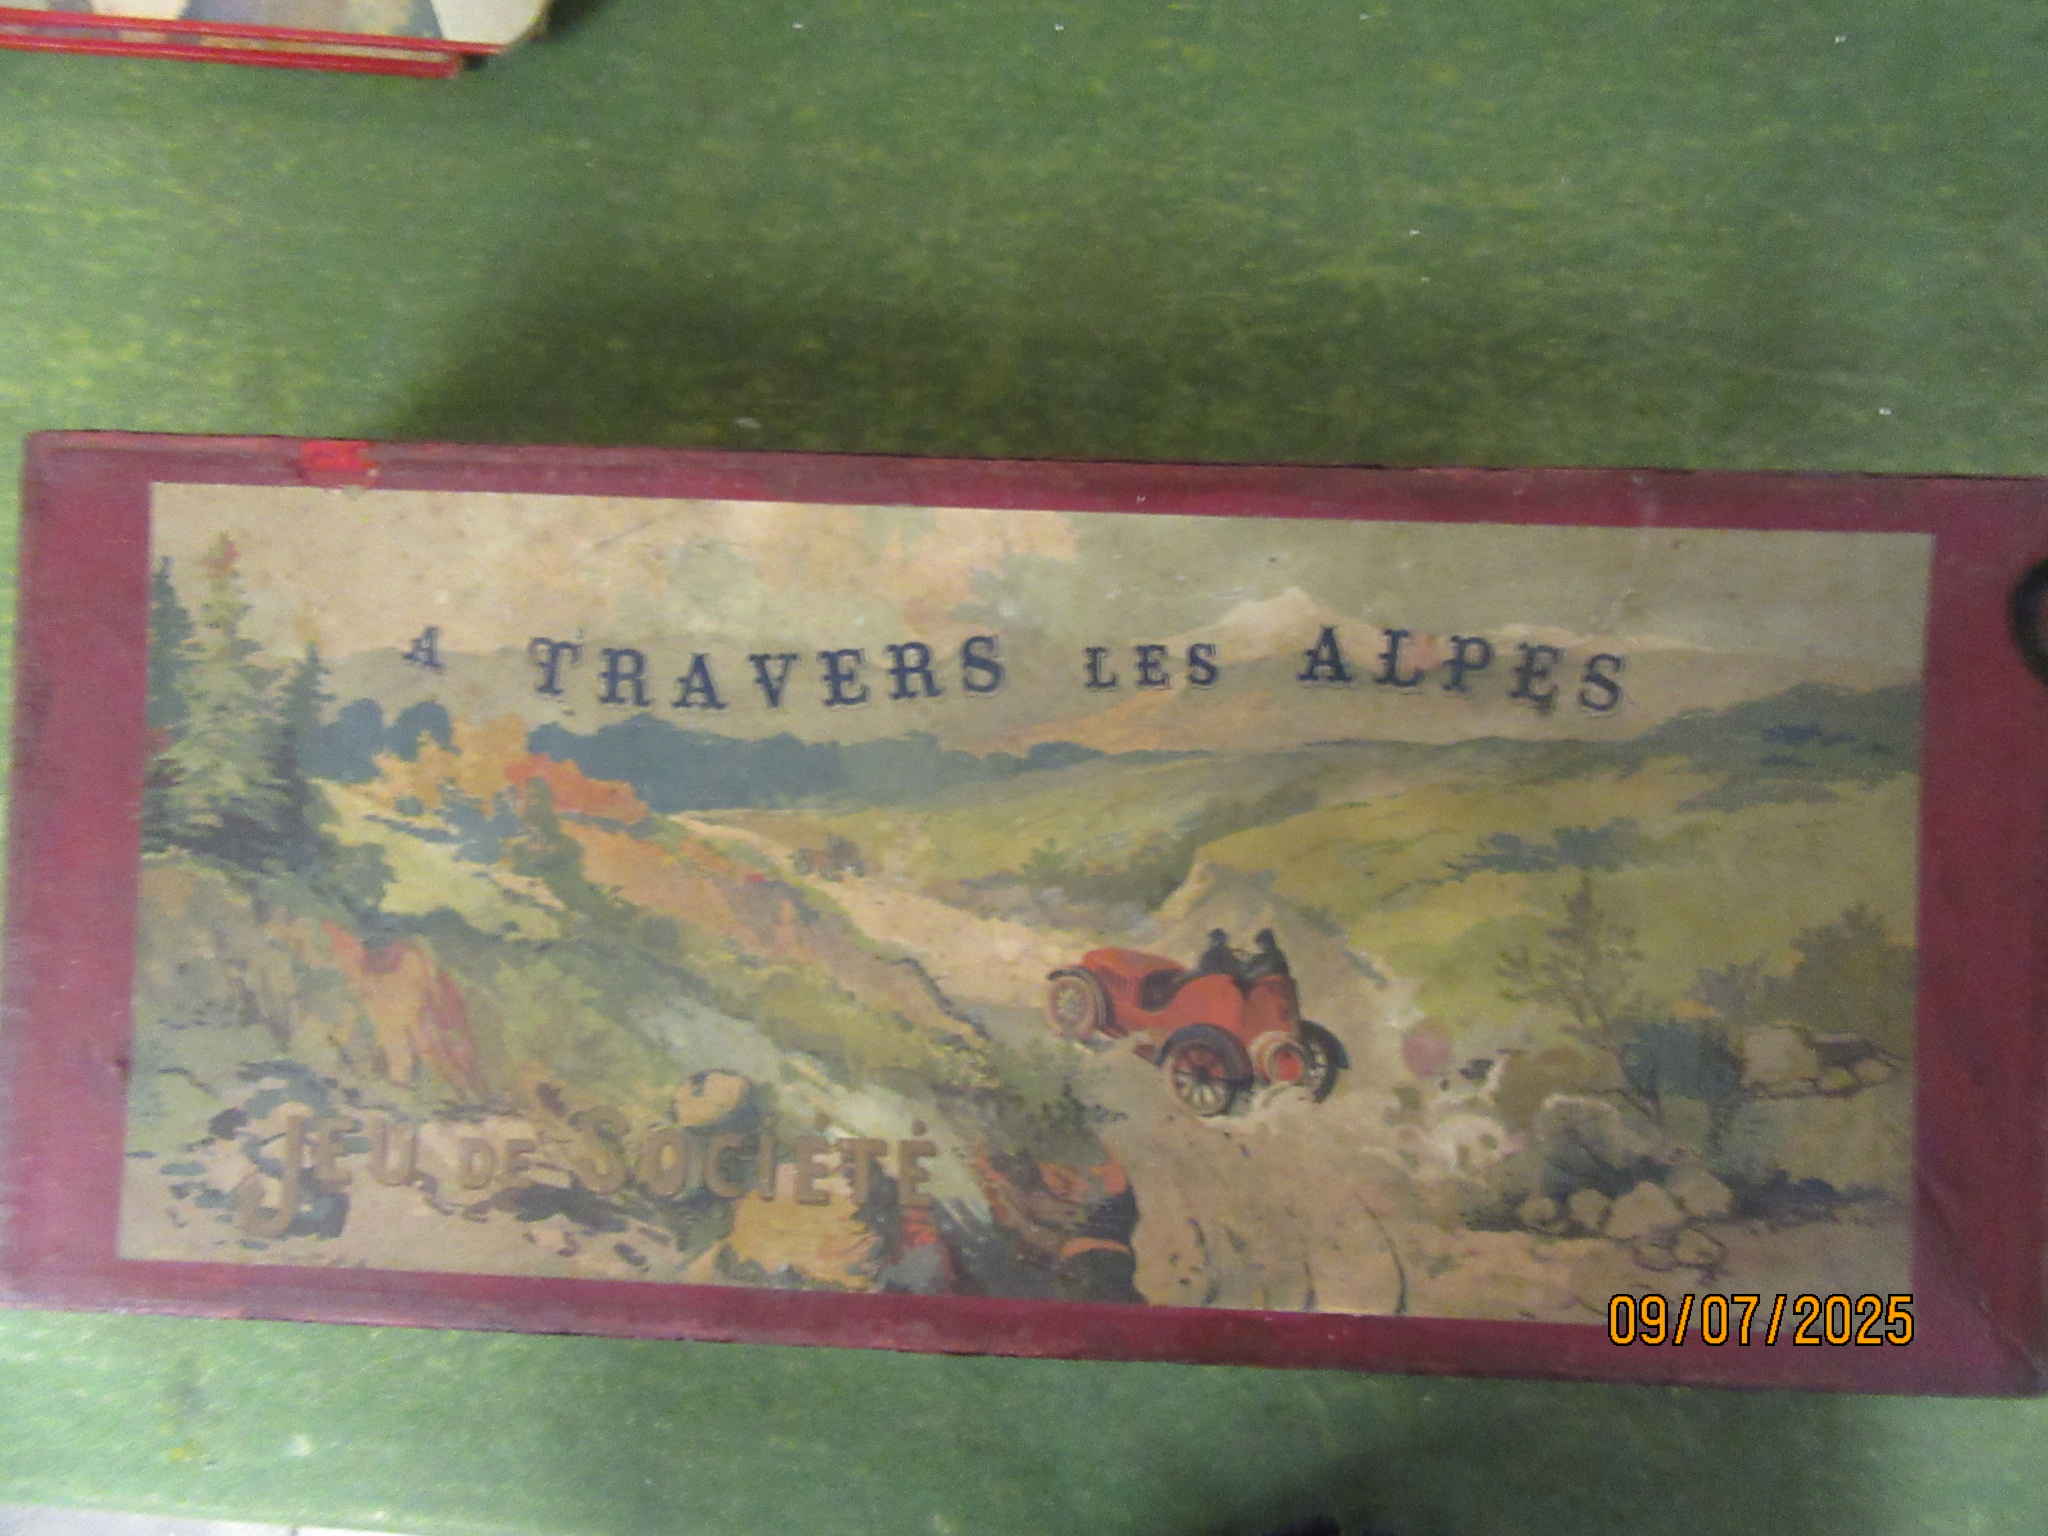 A TRAVERS LES ALPES
JEU DE SOCIÉTÉ
09/07/2025